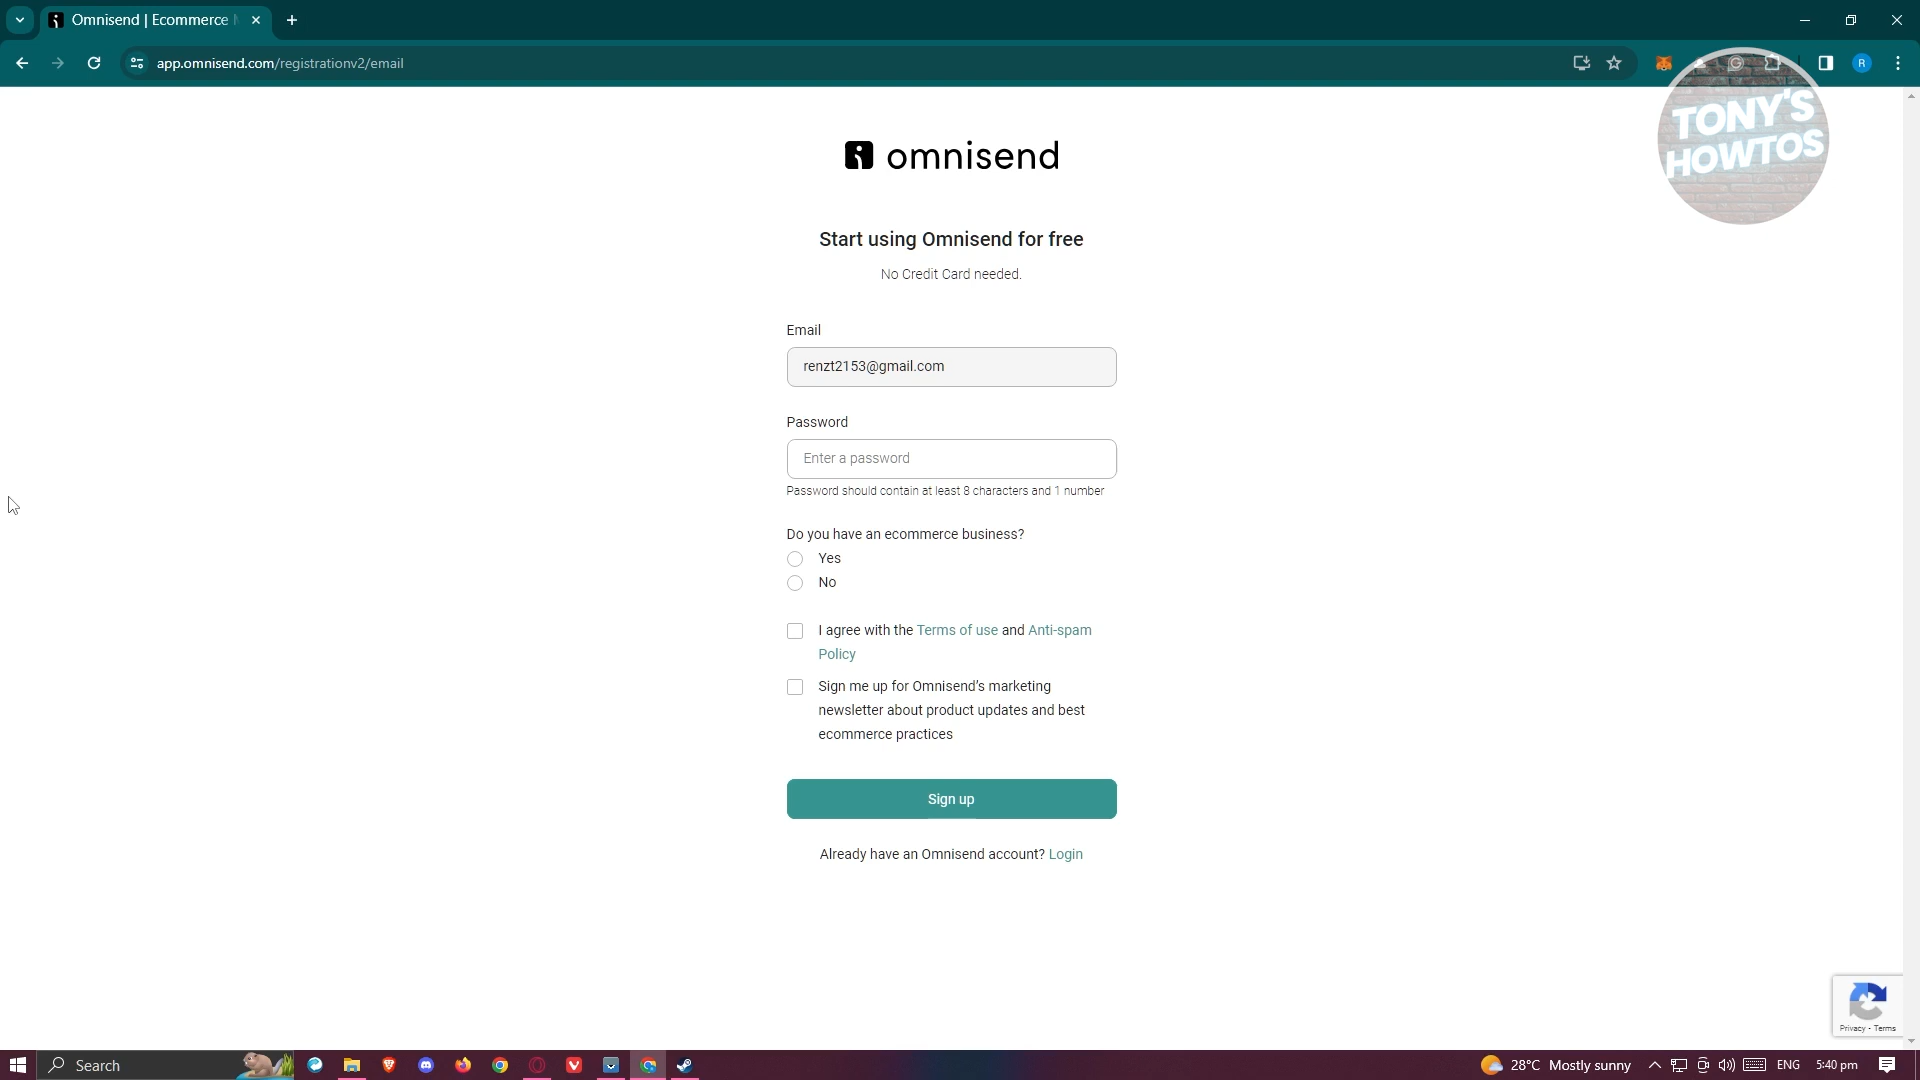 Omnisend | Ecommerce M
app.omnisend.com/registrationv2/email
R
TONY'S
HOWTOS
omnisend
Start using Omnisend for free
No Credit Card needed.
Email
renzt2153@gmail.com
Password
Enter a password
Password should contain at least 8 characters and 1 number
Do you have an ecommerce business?
Yes
No
I agree with the Terms of use and Anti-spam
Policy
Sign me up for Omnisend's marketing
newsletter about product updates and best
ecommerce practices
Sign up
Already have an Omnisend account? Login
Privacy - Terms
Search
28°C Mostly sunny
ENG
5:40 pm